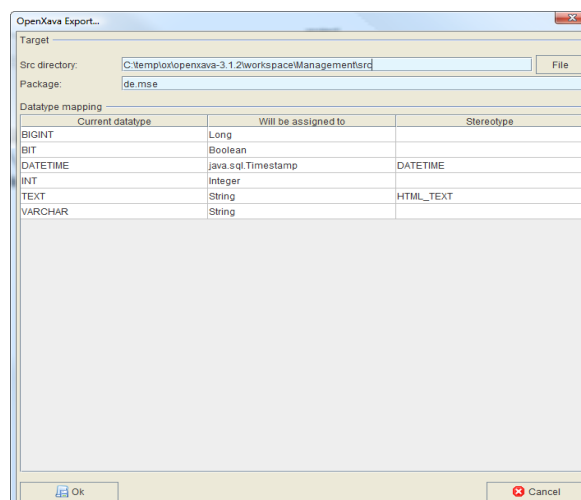 OpenXava Export...
Target
Src directory: C:\temp\ox\openxava-3.1.2\workspace\Management\src File
Package: de.mse
Datatype mapping
Current datatype Will be assigned to Stereotype
BIGINT Long
BIT Boolean
DATETIME java.sql.Timestamp DATETIME
INT Integer
TEXT String HTML_TEXT
VARCHAR String
Ok Cancel